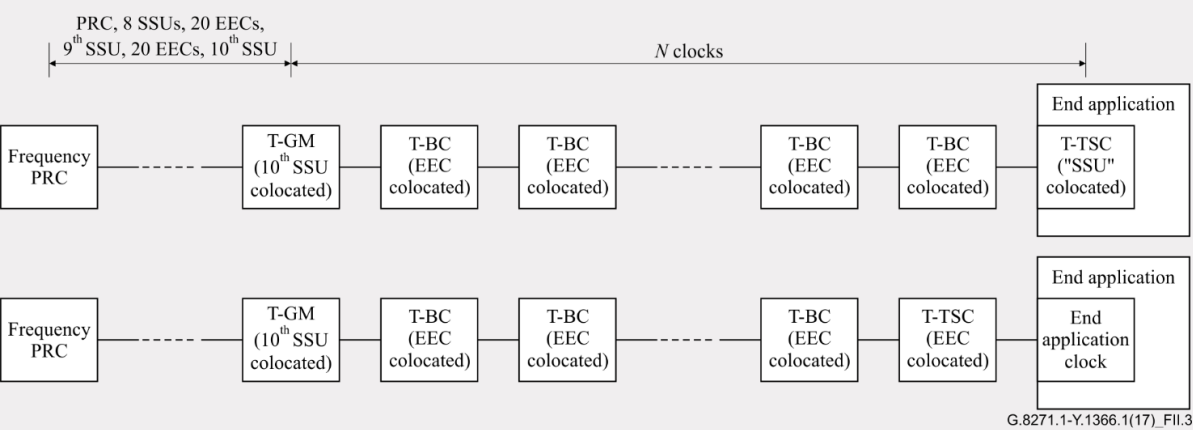 PRC, 8 SSUs, 20 EECs,
9th SSU, 20 EECs, 10th SSU
N clocks
Frequency
PRC
T-GM
(10th SSU
colocated)
T-BC
(EEC
colocated)
T-BC
(EEC
colocated)
T-BC
(EEC
colocated)
T-BC
(EEC
colocated)
End application
T-TSC
("SSU"
colocated)
Frequency
PRC
T-GM
(10th SSU
colocated)
T-BC
(EEC
colocated)
T-BC
(EEC
colocated)
T-BC
(EEC
colocated)
T-TSC
(EEC
colocated)
End application
End
application
clock
G.8271.1-Y.1366.1(17)_FII.3